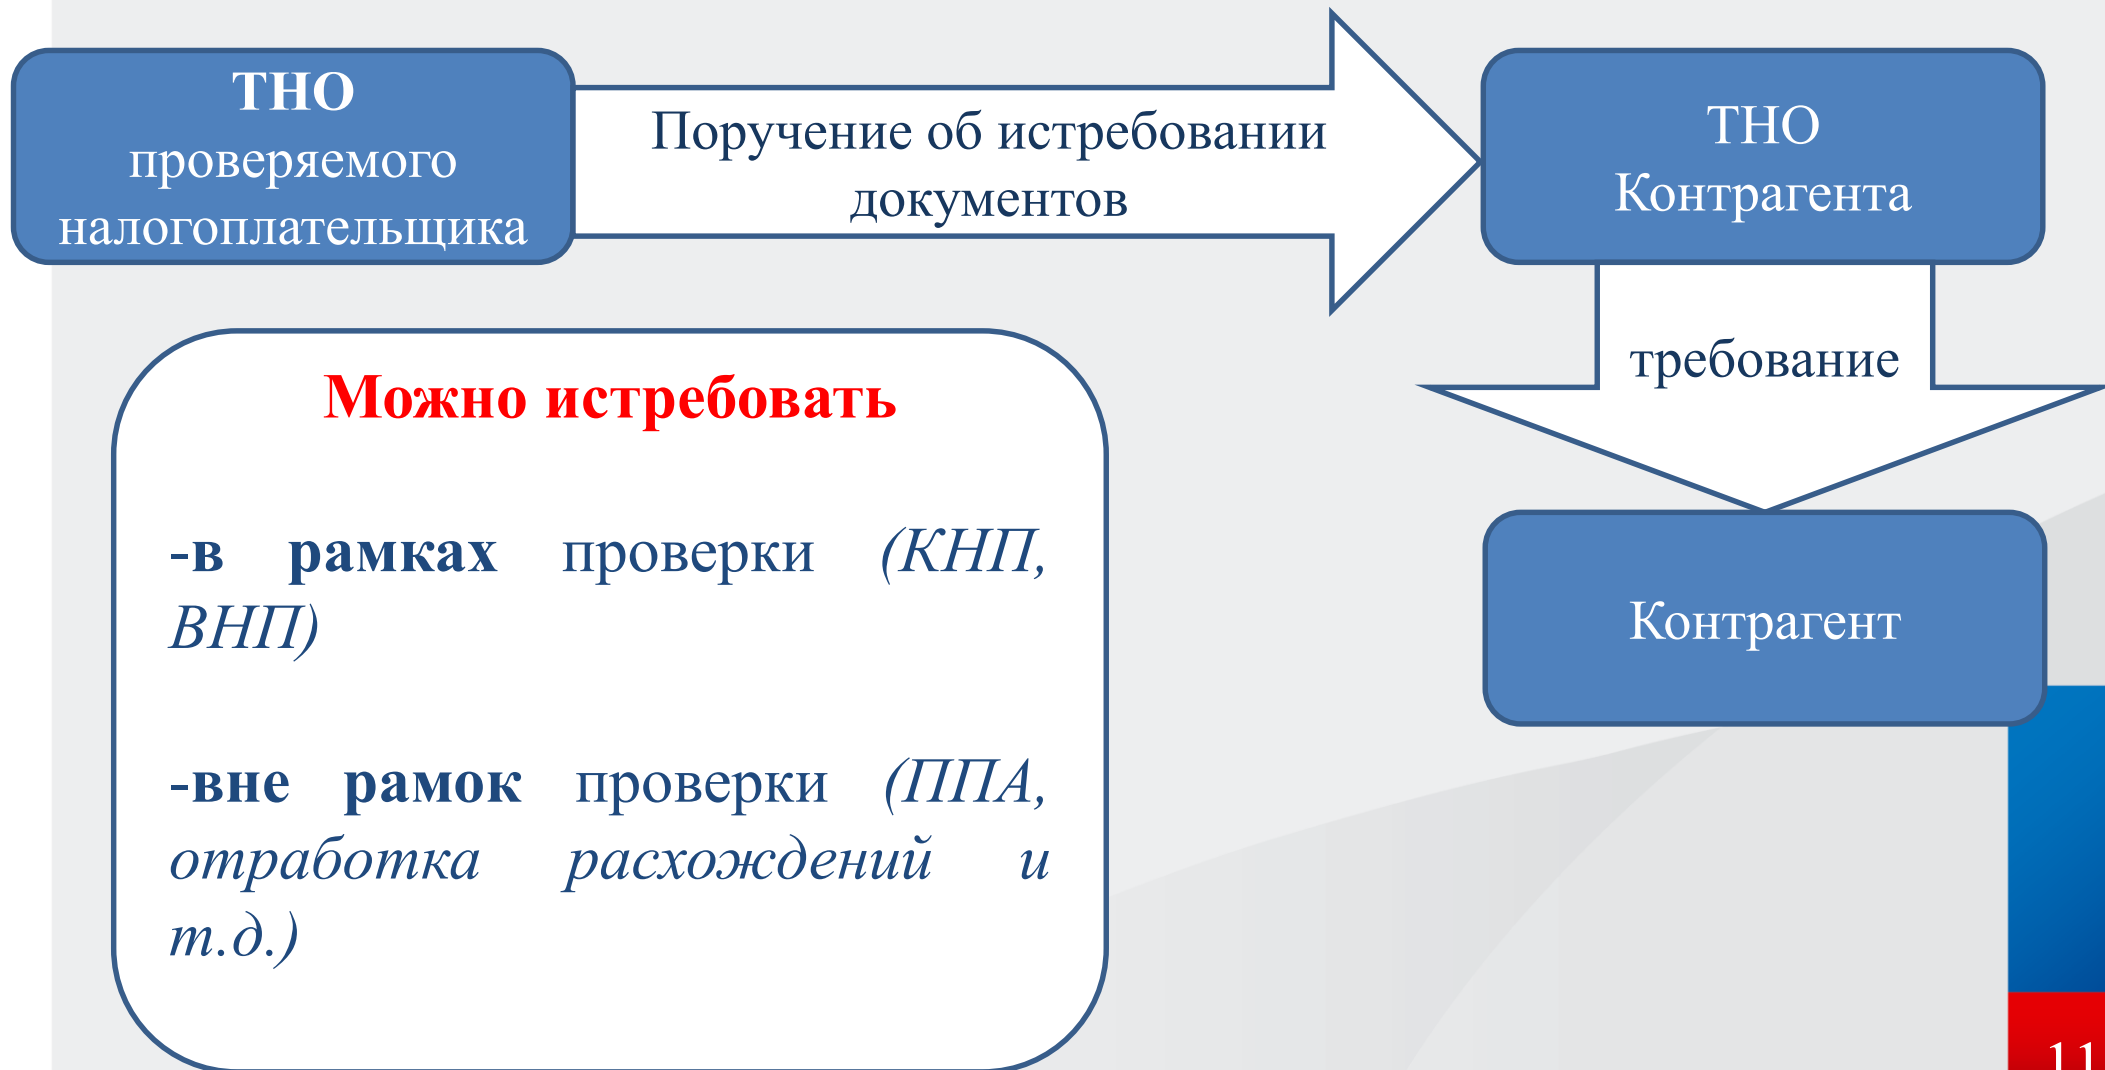 ТНО
проверяемого
налогоплательщика
Поручение об истребовании
документов
ТНО
Контрагента
требование
Контрагент
Можно истребовать
-в рамках проверки (КНП,
ВНП)
-вне рамок проверки (ППА,
отработка расхождений и
т.д.)
11